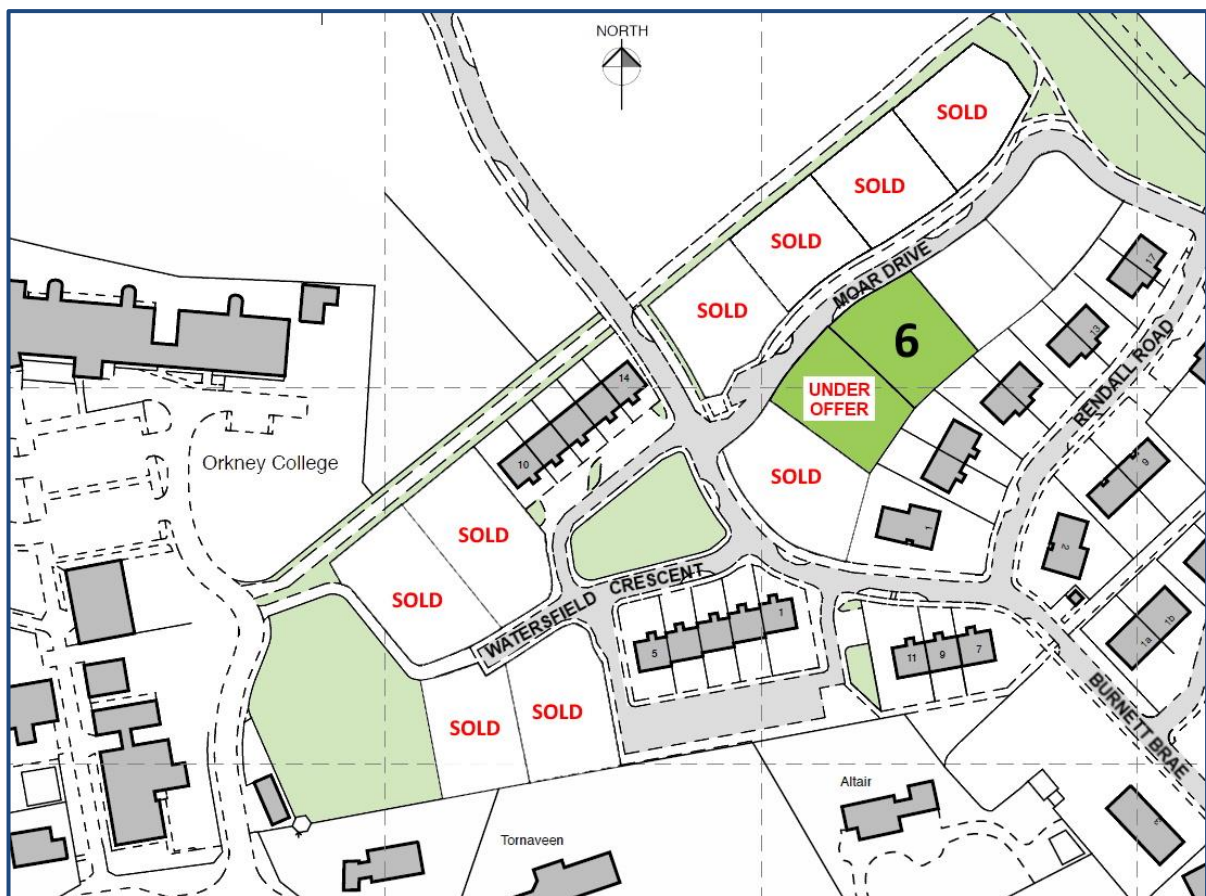 NORTH
SOLD
SOLD
SOLD
SOLD
MOAR DRIVE
6
UNDER
OFFER
SOLD
17
13
RENDALL ROAD
9
1
2
14
10
Orkney College
SOLD
SOLD
WATERSFIELD CRESCENT
5
1
11
9
7
1a
1b
SOLD
SOLD
BURNETT BRAE
Altair
Tornaveen